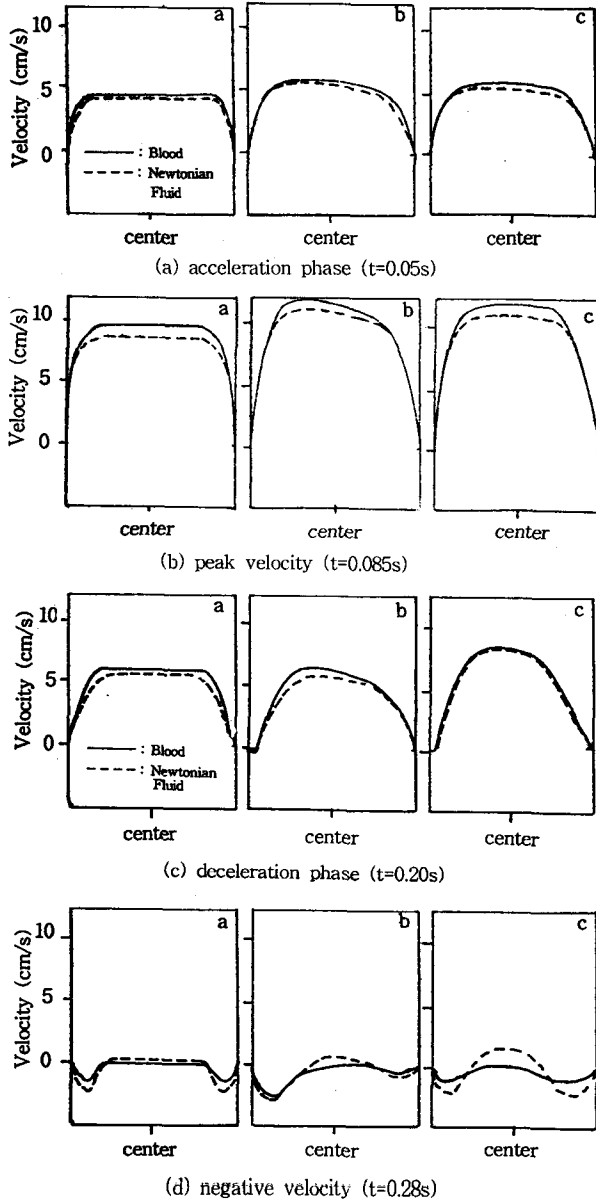 a b c
Velocity (cm/s)
10
5
0
——— : Blood
----- : Newtonian
Fluid
center center center
(a) acceleration phase (t=0.05s)
a b c
Velocity (cm/s)
10
5
0
center center center
(b) peak velocity (t=0.085s)
a b c
Velocity (cm/s)
10
5
0
——— : Blood
----- : Newtonian
Fluid
center center center
(c) deceleration phase (t=0.20s)
a b c
Velocity (cm/s)
10
5
0
center center center
(d) negative velocity (t=0.28s)